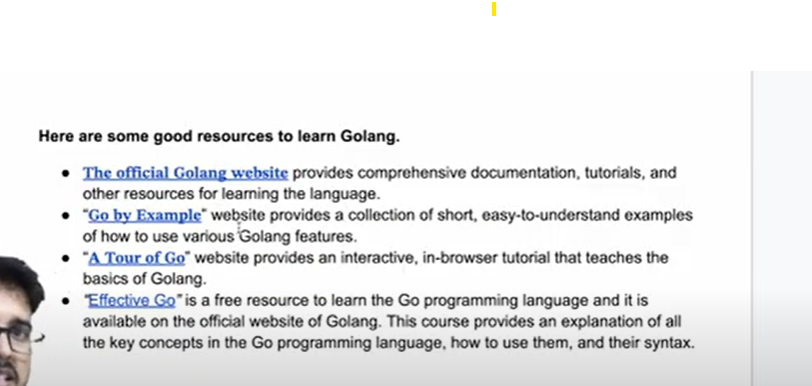 Here are some good resources to learn Golang.
• The official Golang website provides comprehensive documentation, tutorials, and
other resources for learning the language.
• "Go by Example" website provides a collection of short, easy-to-understand examples
of how to use various Golang features.
• "A Tour of Go" website provides an interactive, in-browser tutorial that teaches the
basics of Golang.
• "Effective Go" is a free resource to learn the Go programming language and it is
available on the official website of Golang. This course provides an explanation of all
the key concepts in the Go programming language, how to use them, and their syntax.